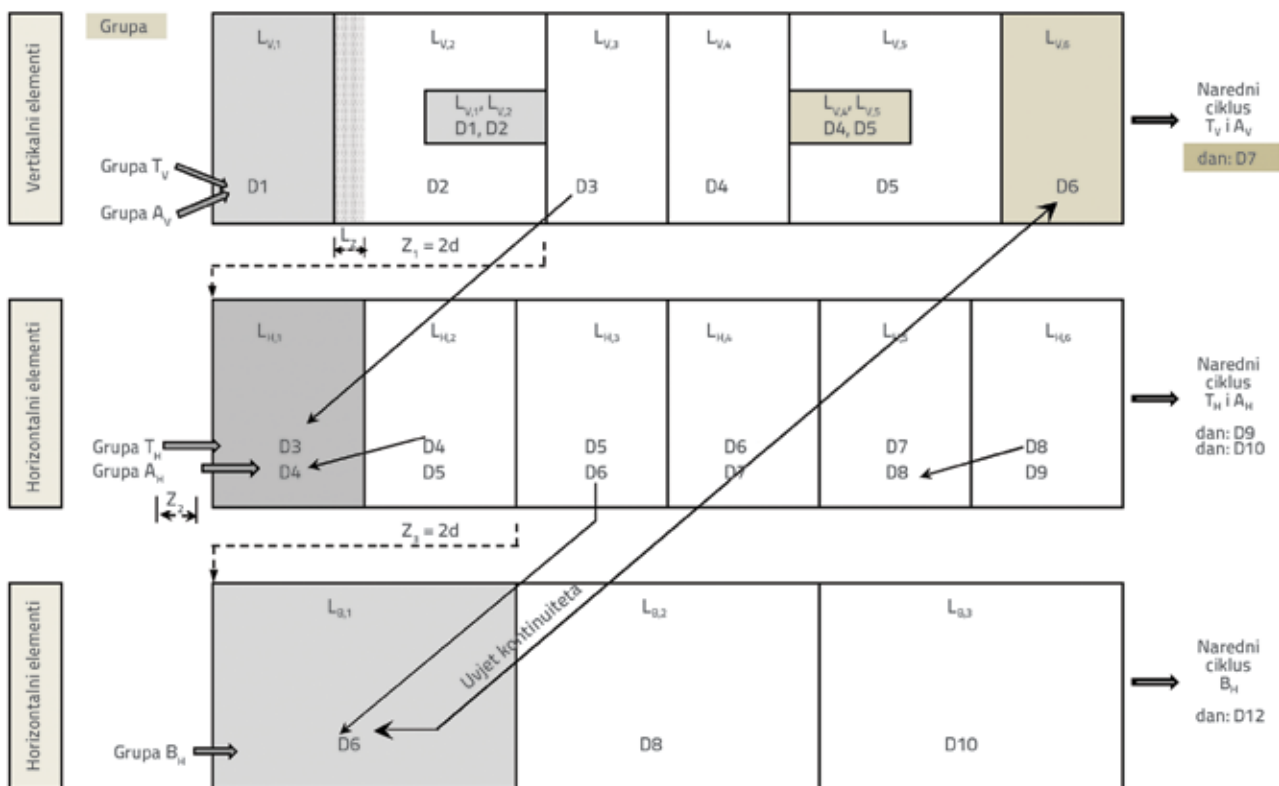 Vertikalni elementi
Grupa
L_V,1
L_V,2
L_V,3
L_V,4
L_V,5
L_V,6
L_V,1, L_V,2
D1, D2
L_V,4, L_V,5
D4, D5
Grupa T_V
Grupa A_V
D1
D2
D3
D4
D5
D6
Naredni
ciklus
T_V i A_V
dan: D7
L_Z
Z_1 = 2d
Horizontalni elementi
L_H,1
L_H,2
L_H,3
L_H,4
L_H,5
L_H,6
Grupa T_H
Grupa A_H
Z_2
D3
D4
D5
D6
D7
D8
D4
D5
D6
D7
D8
D9
Naredni
ciklus
T_H i A_H
dan: D9
dan: D10
Z_3 = 2d
Horizontalni elementi
L_B,1
L_B,2
L_B,3
Uvjet kontinuiteta
Grupa B_H
D6
D8
D10
Naredni
ciklus
B_H
dan: D12